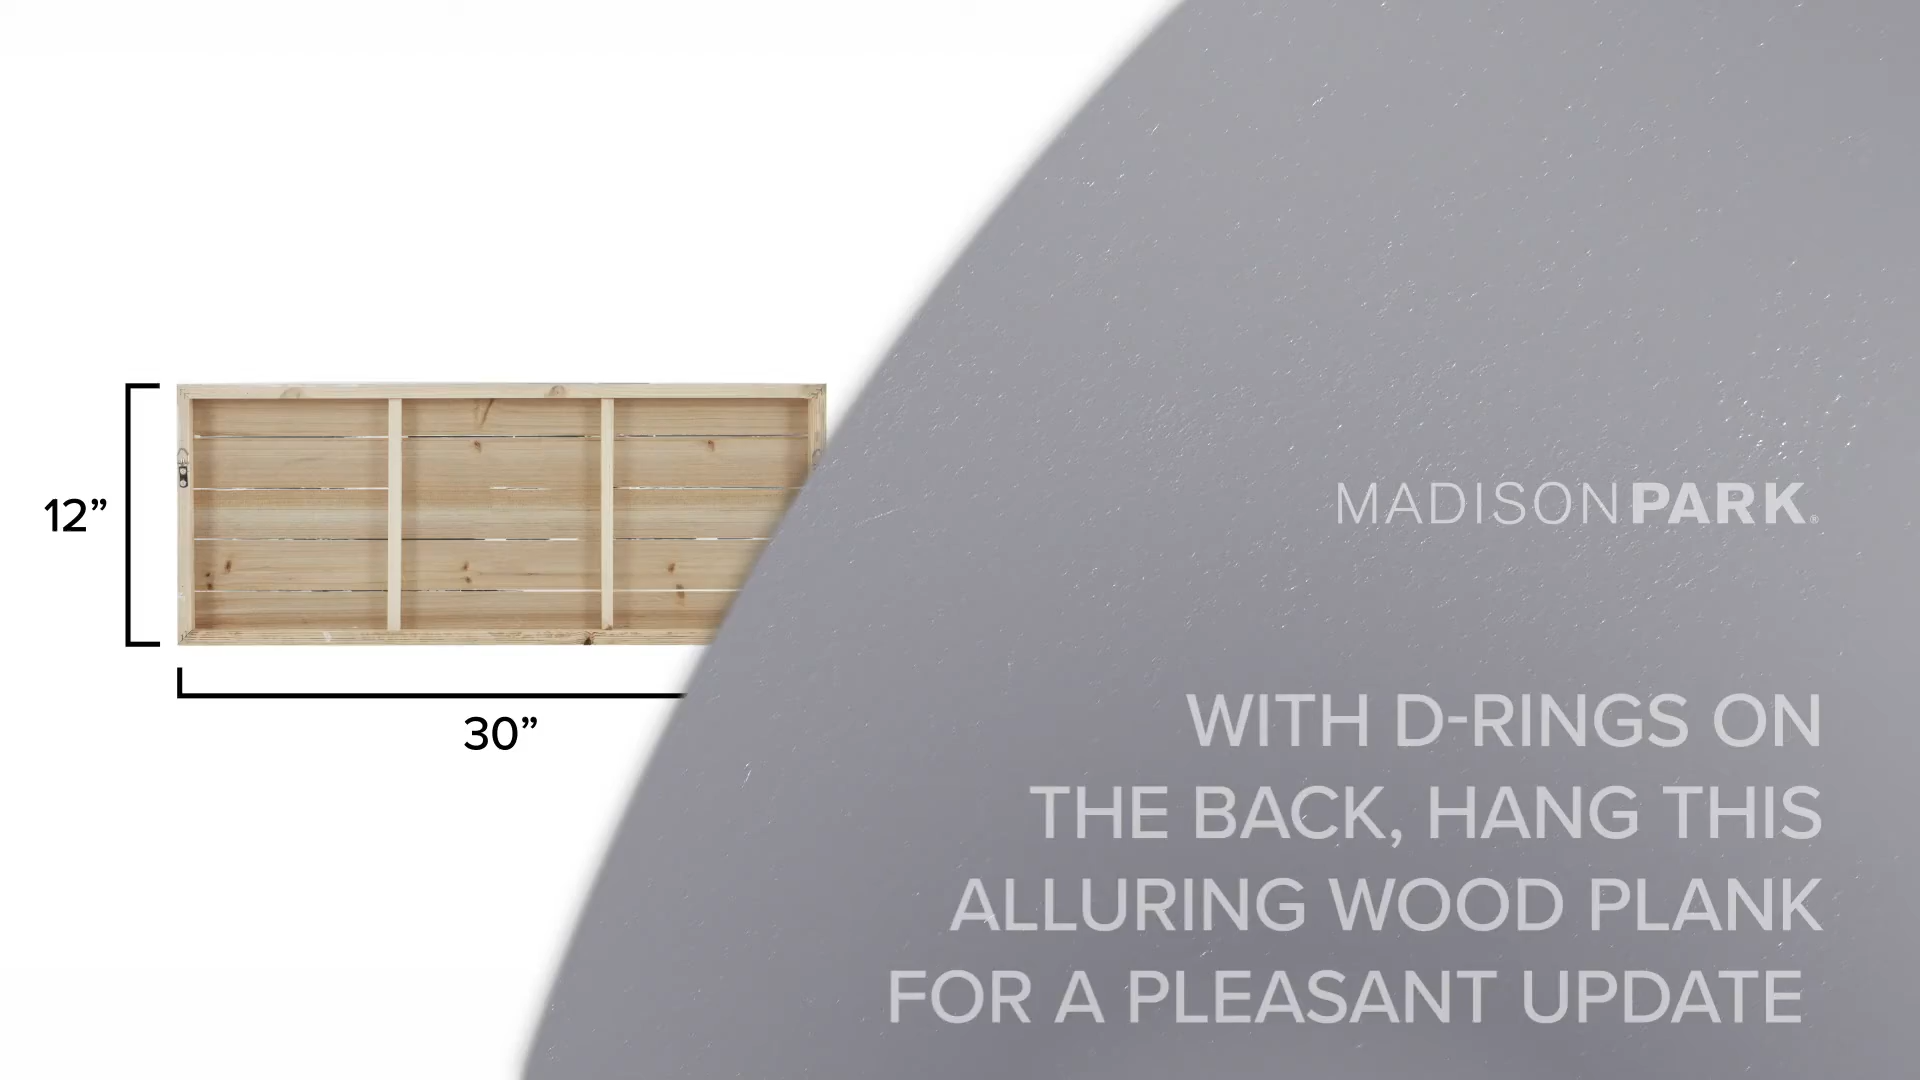 12”
30”
MADISONPARK®
WITH D-RINGS ON
THE BACK, HANG THIS
ALLURING WOOD PLANK
FOR A PLEASANT UPDATE